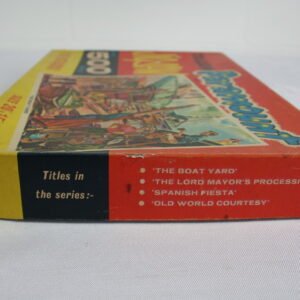 500
Titles in
the series:-
'THE BOAT YARD'
'THE LORD MAYOR'S PROCESSI
'SPANISH FIESTA'
'OLD WORLD COURTESY'